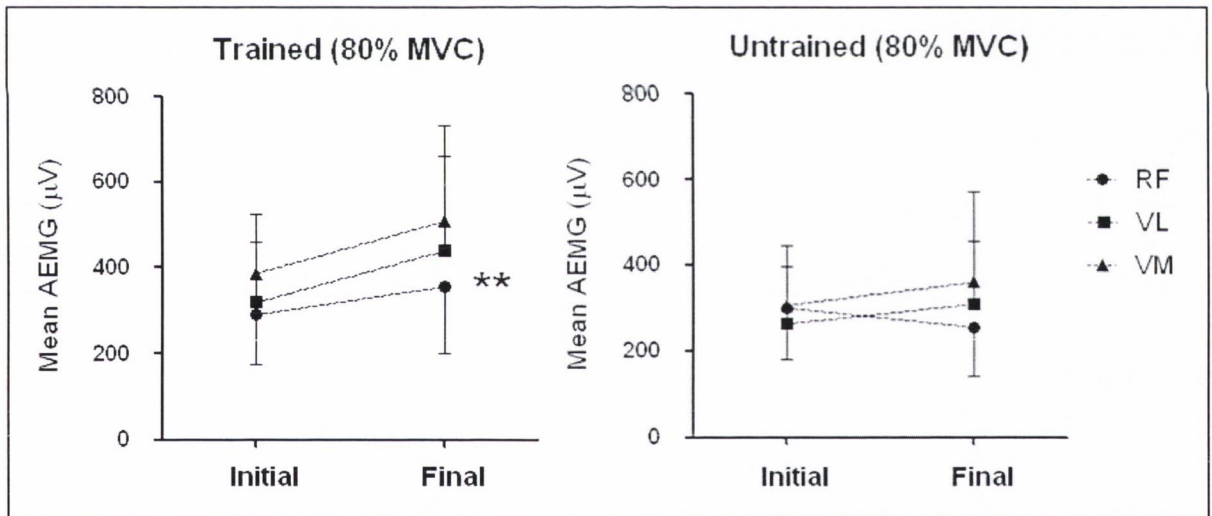 Trained (80% MVC)
Mean AEMG (μV)
800
600
400
200
0
**
Initial Final
Untrained (80% MVC)
Mean AEMG (μV)
800
600
400
200
0
Initial Final
RF
VL
VM